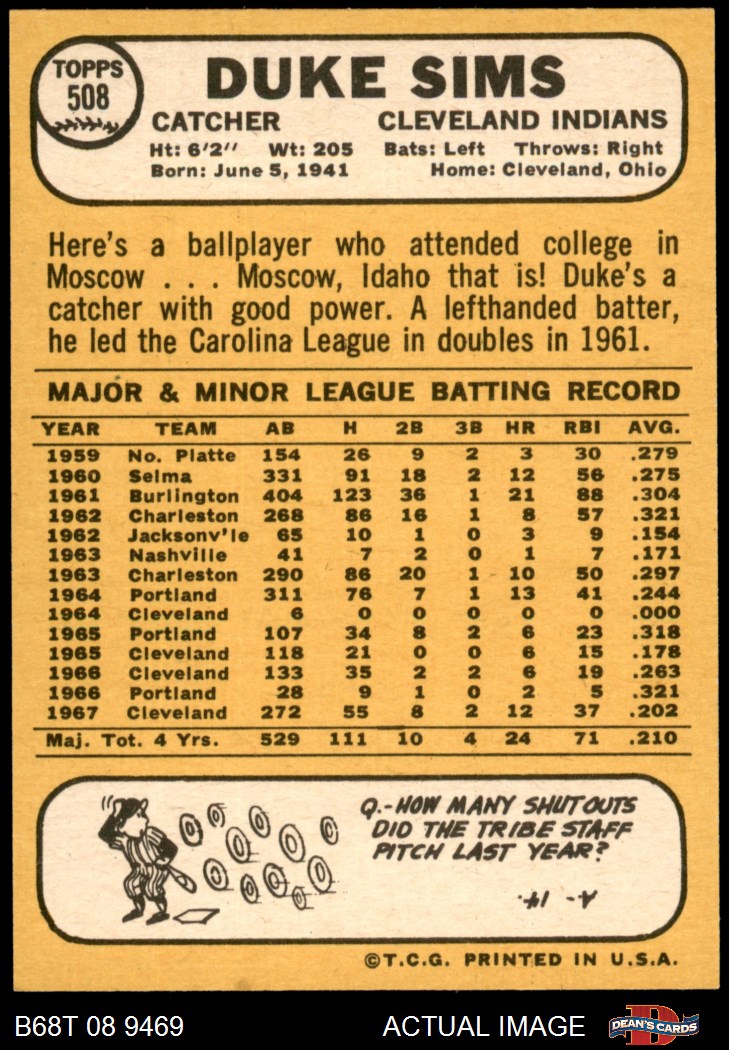 TOPPS
508
DUKE SIMS
CATCHER CLEVELAND INDIANS
Ht: 6'2'' Wt: 205 Bats: Left Throws: Right
Born: June 5, 1941 Home: Cleveland, Ohio
Here's a ballplayer who attended college in
Moscow . . . Moscow, Idaho that is! Duke's a
catcher with good power. A lefthanded batter,
he led the Carolina League in doubles in 1961.
MAJOR & MINOR LEAGUE BATTING RECORD
YEAR TEAM AB H 2B 3B HR RBI AVG.
1959 No. Platte 154 26 9 2 3 30 .279
1960 Selma 331 91 18 2 12 56 .275
1961 Burlington 404 123 36 1 21 88 .304
1962 Charleston 268 86 16 1 8 57 .321
1962 Jacksonv'le 65 10 1 0 3 9 .154
1963 Nashville 41 7 2 0 1 7 .171
1963 Charleston 290 86 20 1 10 50 .297
1964 Portland 311 76 7 1 13 41 .244
1964 Cleveland 6 0 0 0 0 0 .000
1965 Portland 107 34 8 2 6 23 .318
1965 Cleveland 118 21 0 0 6 15 .178
1966 Cleveland 133 35 2 2 6 19 .263
1966 Portland 28 9 1 0 2 5 .321
1967 Cleveland 272 55 8 2 12 37 .202
Maj. Tot. 4 Yrs. 529 111 10 4 24 71 .210
Q.-HOW MANY SHUTOUTS
DID THE TRIBE STAFF
PITCH LAST YEAR?
A - 14.
©T.C.G. PRINTED IN U.S.A.
B68T 08 9469 ACTUAL IMAGE DEAN'S CARDS